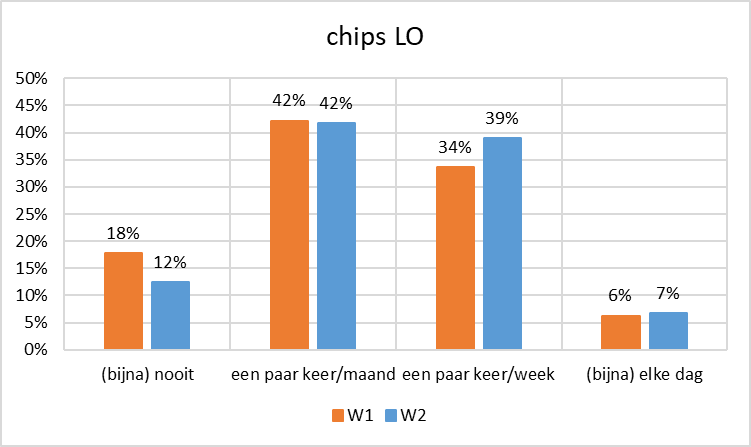 chips LO
50%
45%
40%
35%
30%
25%
20%
15%
10%
5%
0%
18%
12%
42%
42%
34%
39%
6%
7%
(bijna) nooit
een paar keer/maand
een paar keer/week
(bijna) elke dag
W1
W2